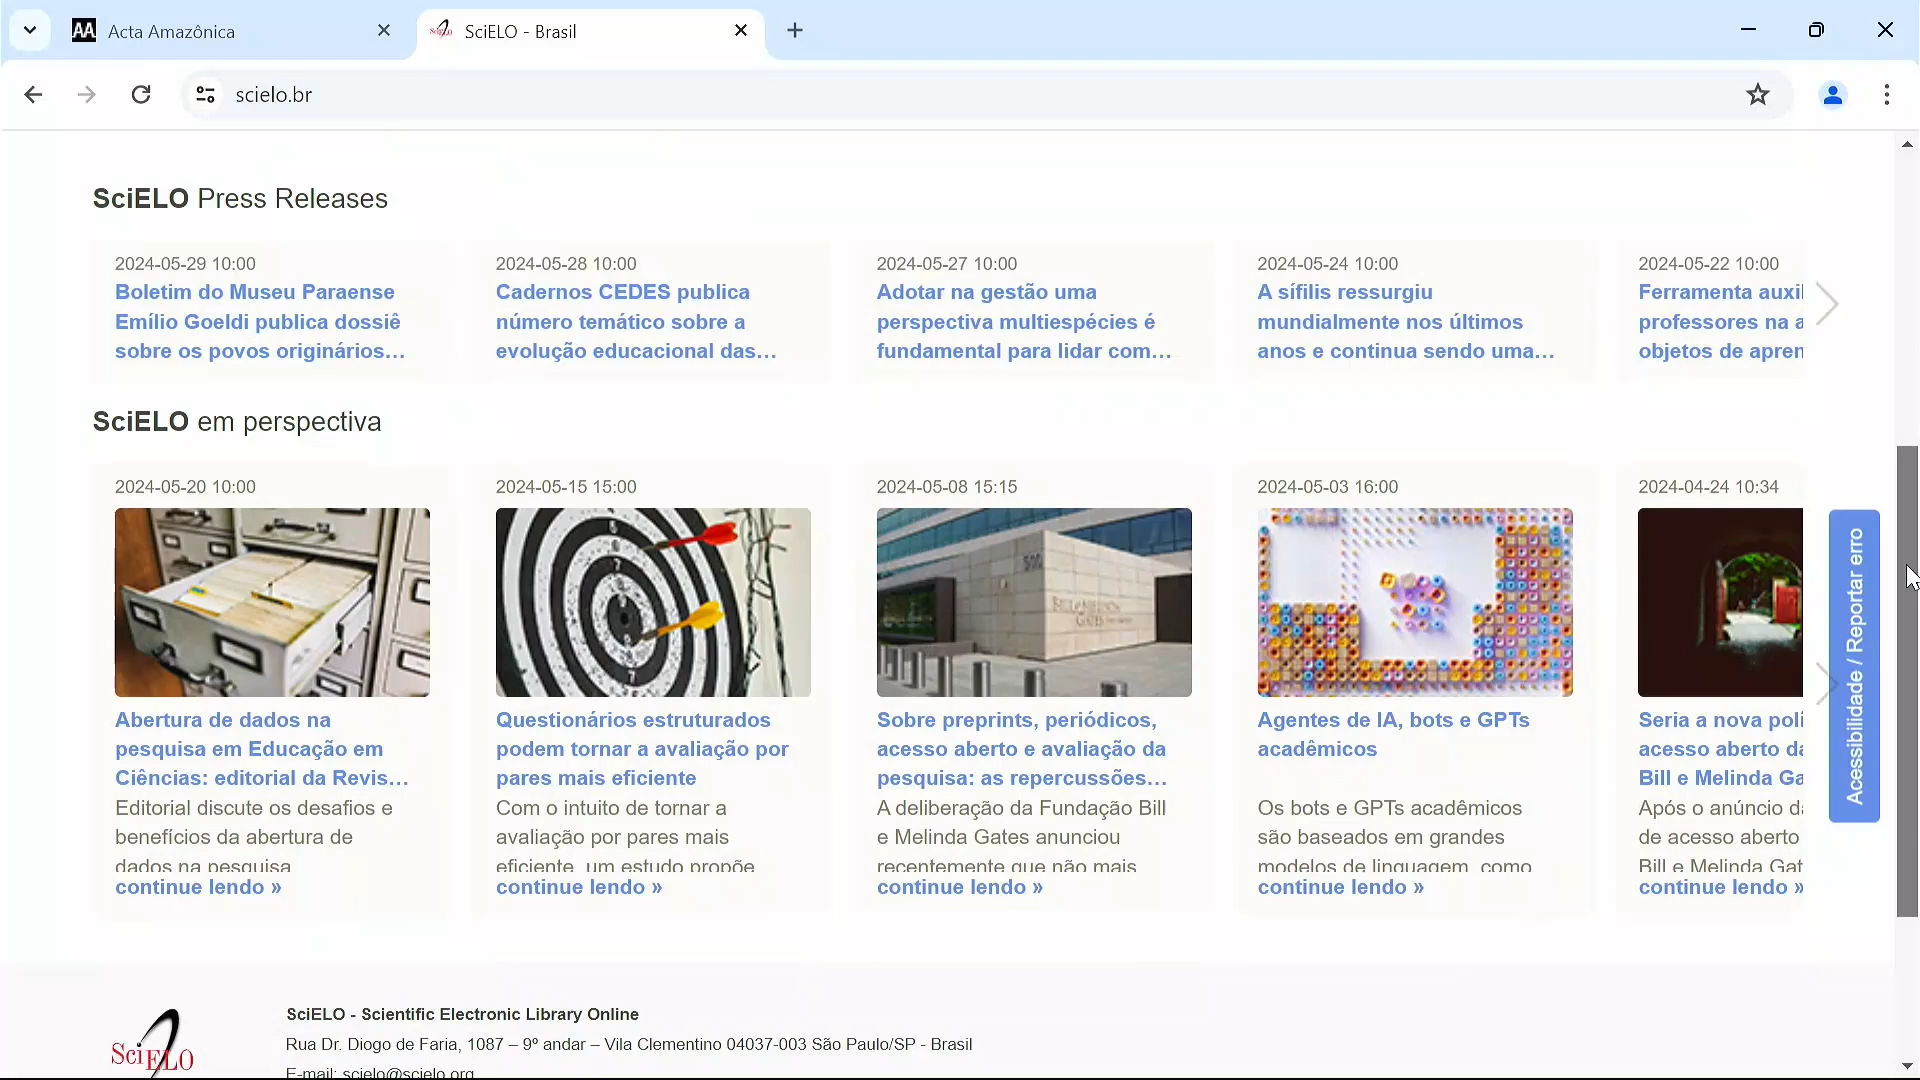 Acta Amazônica
SciELO - Brasil
scielo.br
SciELO Press Releases
2024-05-29 10:00
Boletim do Museu Paraense
Emílio Goeldi publica dossiê
sobre os povos originários...
2024-05-28 10:00
Cadernos CEDES publica
número temático sobre a
evolução educacional das...
2024-05-27 10:00
Adotar na gestão uma
perspectiva multiespécies é
fundamental para lidar com...
2024-05-24 10:00
A sífilis ressurgiu
mundialmente nos últimos
anos e continua sendo uma...
2024-05-22 10:00
Ferramenta auxil
professores na a
objetos de apren
SciELO em perspectiva
2024-05-20 10:00
Abertura de dados na
pesquisa em Educação em
Ciências: editorial da Revis...
Editorial discute os desafios e
benefícios da abertura de
dados na pesquisa
continue lendo »
2024-05-15 15:00
Questionários estruturados
podem tornar a avaliação por
pares mais eficiente
Com o intuito de tornar a
avaliação por pares mais
eficiente, um estudo propõe
continue lendo »
2024-05-08 15:15
Sobre preprints, periódicos,
acesso aberto e avaliação da
pesquisa: as repercussões...
A deliberação da Fundação Bill
e Melinda Gates anunciou
recentemente que não mais
continue lendo »
2024-05-03 16:00
Agentes de IA, bots e GPTs
acadêmicos
Os bots e GPTs acadêmicos
são baseados em grandes
modelos de linguagem, como
continue lendo »
2024-04-24 10:34
Seria a nova polí
acesso aberto da
Bill e Melinda Ga
Após o anúncio da
de acesso aberto
Bill e Melinda Gat
continue lendo »
Acessibilidade / Reportar erro
SciELO
SciELO - Scientific Electronic Library Online
Rua Dr. Diogo de Faria, 1087 – 9º andar – Vila Clementino 04037-003 São Paulo/SP - Brasil
E-mail: scielo@scielo.org